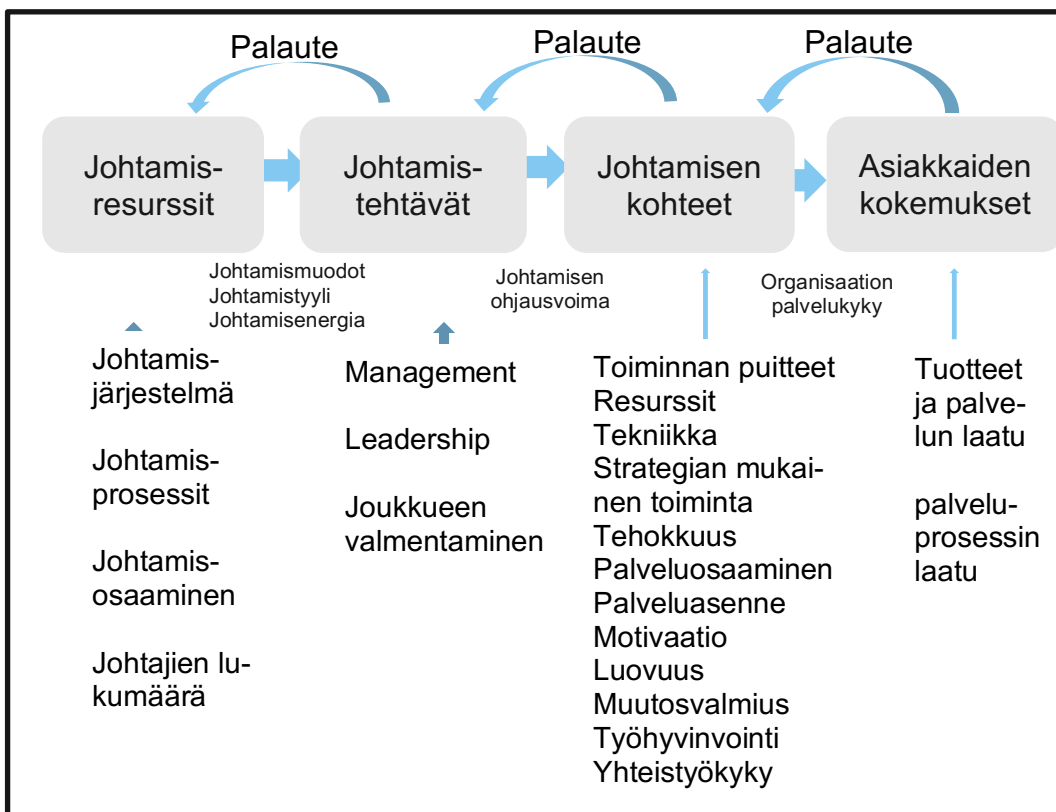 Palaute
Palaute
Palaute
Johtamis-
resurssit
Johtamis-
tehtävät
Johtamisen
kohteet
Asiakkaiden
kokemukset
Johtamismuodot
Johtamistyyli
Johtamisenergia
Johtamisen
ohjausvoima
Organisaation
palvelukyky
Johtamis-
järjestelmä
Johtamis-
prosessit
Johtamis-
osaaminen
Johtajien lu-
kumäärä
Management
Leadership
Joukkueen
valmentaminen
Toiminnan puitteet
Resurssit
Tekniikka
Strategian mukai-
nen toiminta
Tehokkuus
Palveluosaaminen
Palveluasenne
Motivaatio
Luovuus
Muutosvalmius
Työhyvinvointi
Yhteistyökyky
Tuotteet
ja palve-
lun laatu
palvelu-
prosessin
laatu